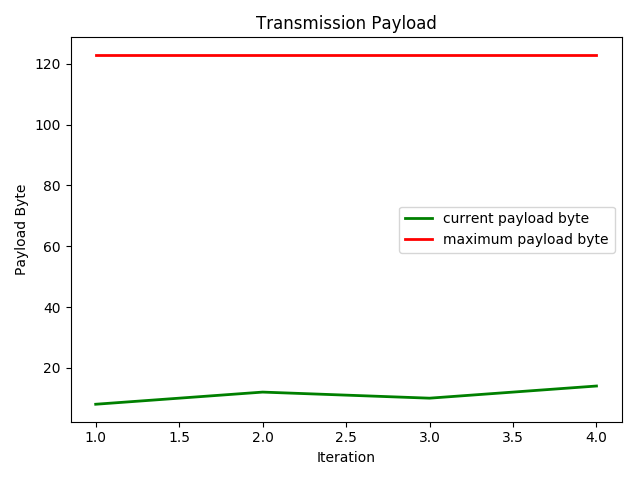 Transmission Payload
120
100
80
60
40
20
Payload Byte
current payload byte
maximum payload byte
1.0 1.5 2.0 2.5 3.0 3.5 4.0
Iteration